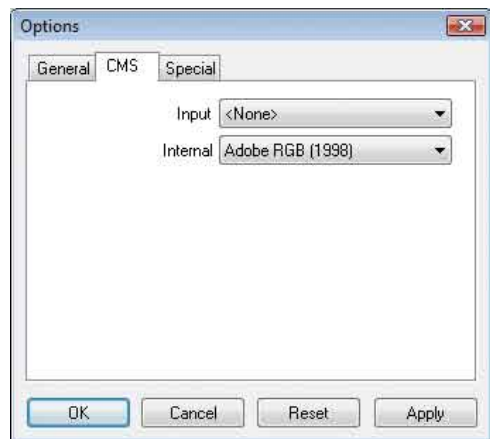 Options
General CMS Special
Input <None>
Internal Adobe RGB (1998)
OK Cancel Reset Apply